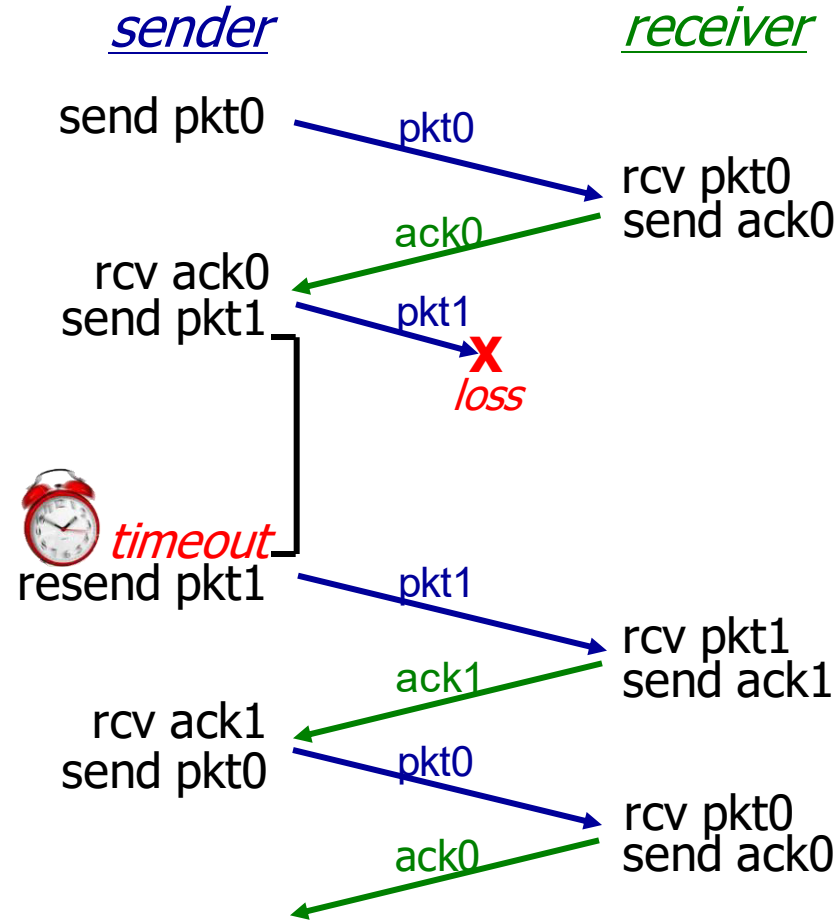 sender
receiver
send pkt0
pkt0
rcv pkt0
send ack0
ack0
rcv ack0
send pkt1
pkt1
X
loss
timeout
resend pkt1
pkt1
rcv pkt1
send ack1
ack1
rcv ack1
send pkt0
pkt0
rcv pkt0
send ack0
ack0